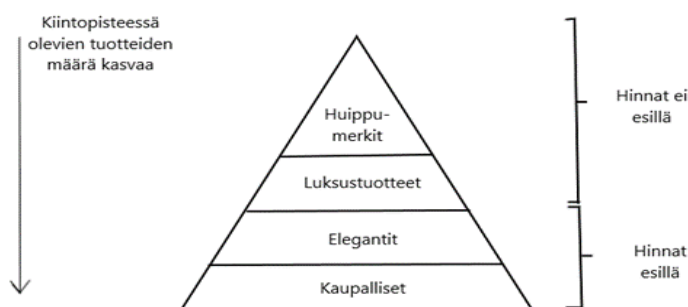 Kiintopisteessä
olevien tuotteiden
määrä kasvaa
Huippu-
merkit
Luksustuotteet
Elegantit
Kaupalliset
Hinnat ei
esillä
Hinnat
esillä